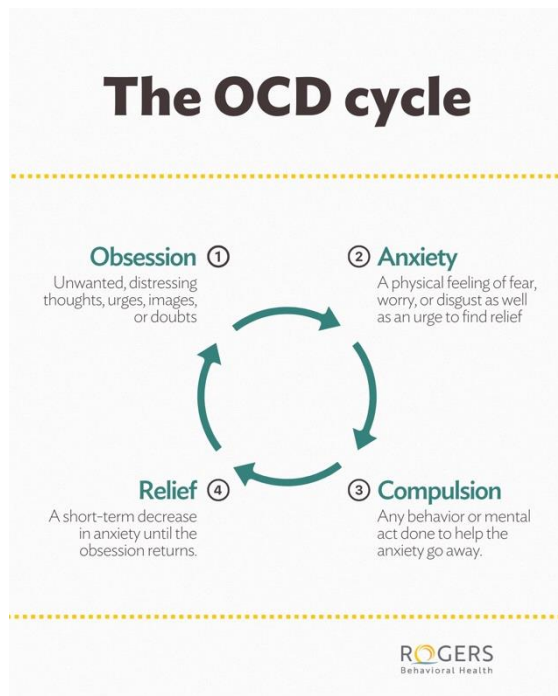 The OCD cycle
Obsession 1
Unwanted, distressing
thoughts, urges, images,
or doubts
2 Anxiety
A physical feeling of fear,
worry, or disgust as well
as an urge to find relief
Relief 4
A short-term decrease
in anxiety until the
obsession returns.
3 Compulsion
Any behavior or mental
act done to help the
anxiety go away.
ROGERS
Behavioral Health